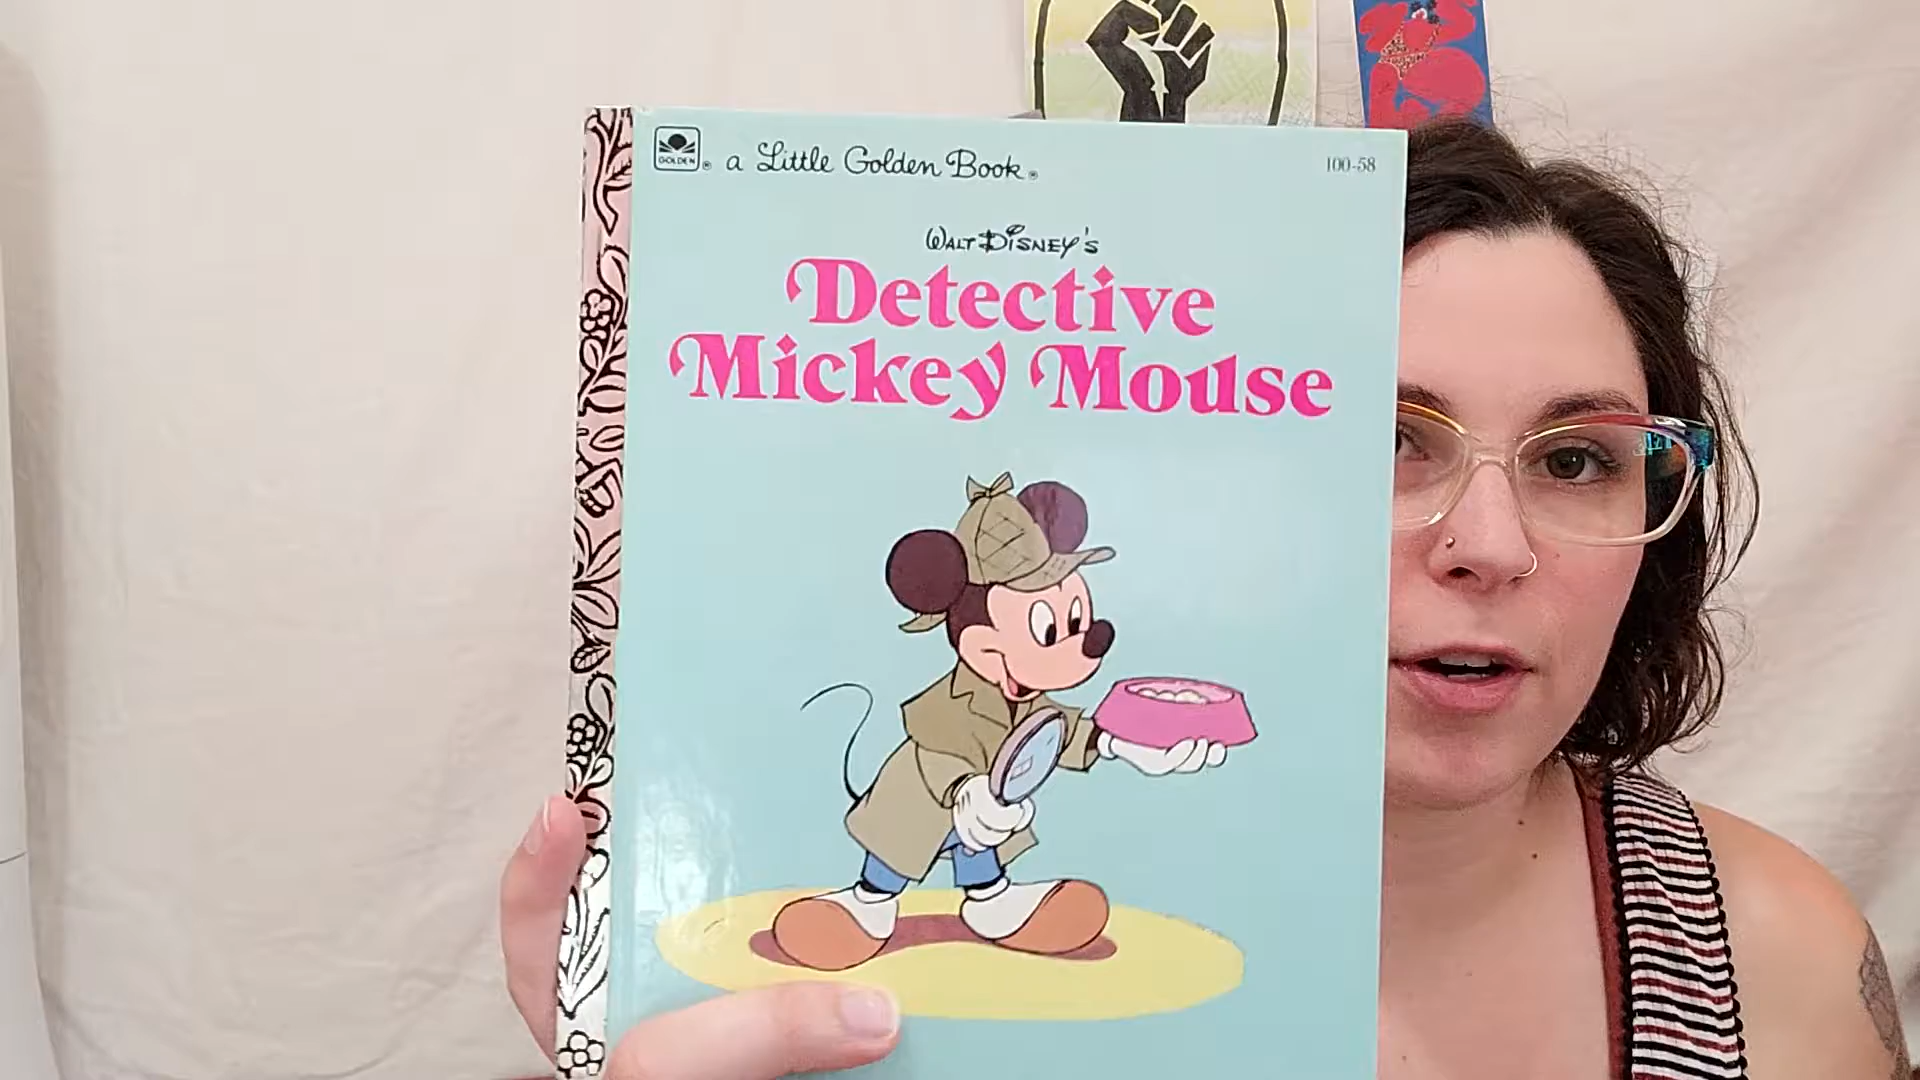 GOLDEN ® a Little Golden Book®
100-58
WALT DISNEY'S
Detective
Mickey Mouse